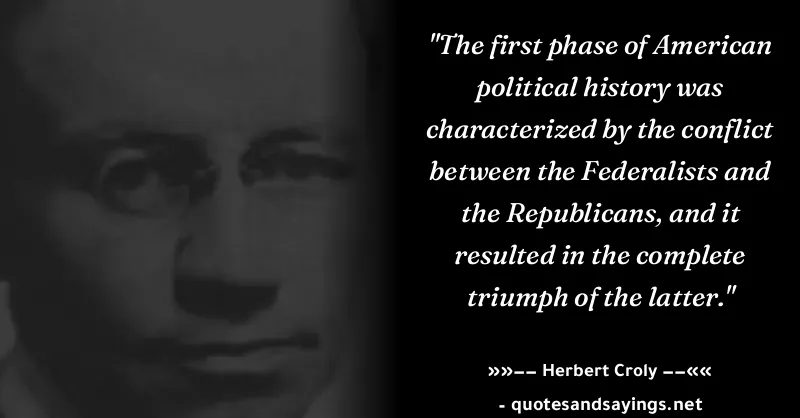 "The first phase of American
political history was
characterized by the conflict
between the Federalists and
the Republicans, and it
resulted in the complete
triumph of the latter."
»»−− Herbert Croly −−««
- quotesandsayings.net